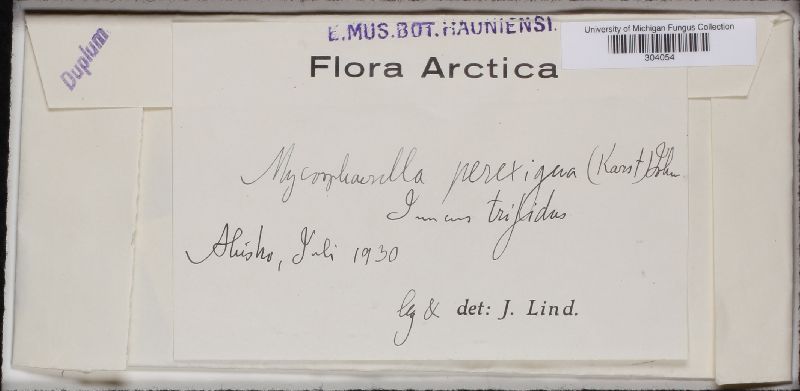 E. MUS. BOT. HAUNIENSI.
University of Michigan Fungus Collection
304054
Duplum
Flora Arctica
Mycosphaerella perexigua (Karst)
Juncus trifidus
Abisko, Juli 1930
leg & det: J. Lind.